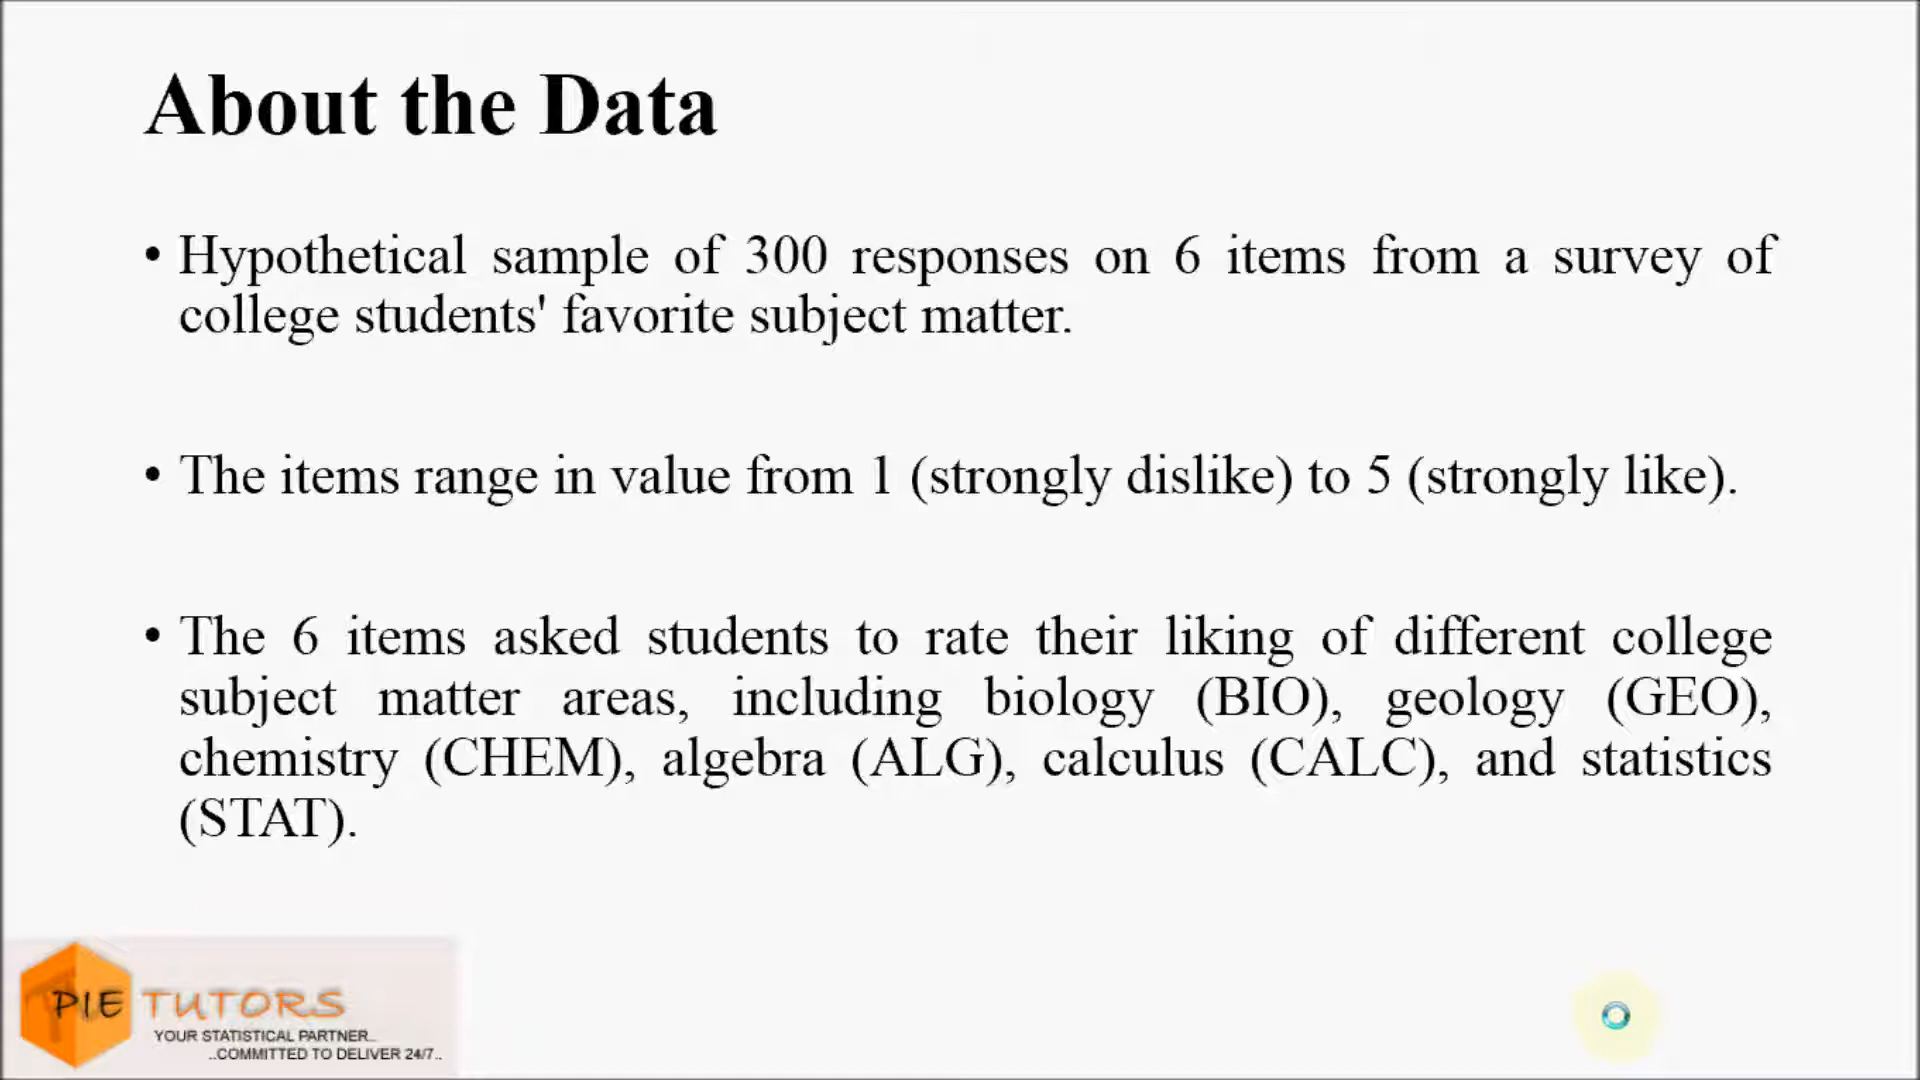 About the Data
• Hypothetical sample of 300 responses on 6 items from a survey of
college students' favorite subject matter.
• The items range in value from 1 (strongly dislike) to 5 (strongly like).
• The 6 items asked students to rate their liking of different college
subject matter areas, including biology (BIO), geology (GEO),
chemistry (CHEM), algebra (ALG), calculus (CALC), and statistics
(STAT).
PIE TUTORS
YOUR STATISTICAL PARTNER..
..COMMITTED TO DELIVER 24/7..